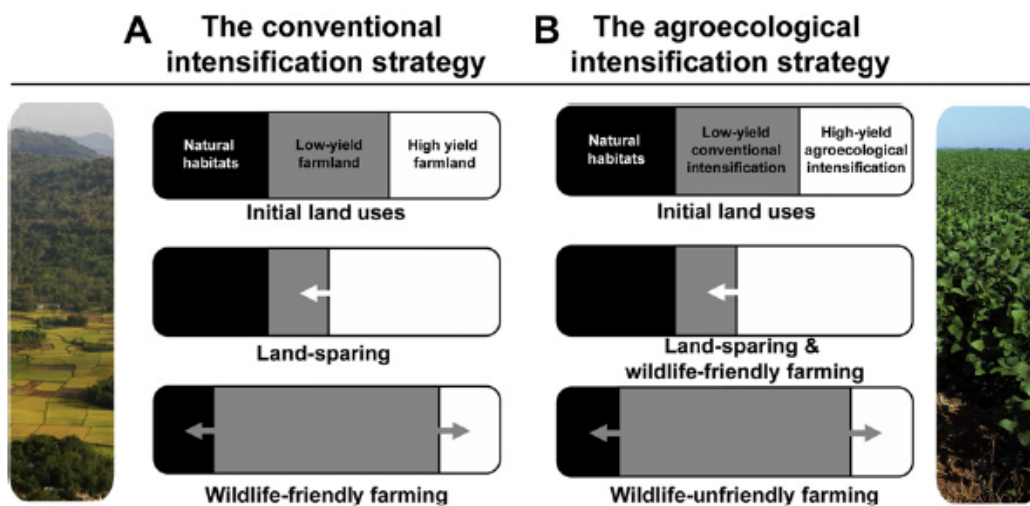 A The conventional
intensification strategy
Natural
habitats
Low-yield
farmland
High yield
farmland
Initial land uses
Land-sparing
Wildlife-friendly farming
B The agroecological
intensification strategy
Natural
habitats
Low-yield
conventional
intensification
High-yield
agroecological
intensification
Initial land uses
Land-sparing &
wildlife-friendly farming
Wildlife-unfriendly farming